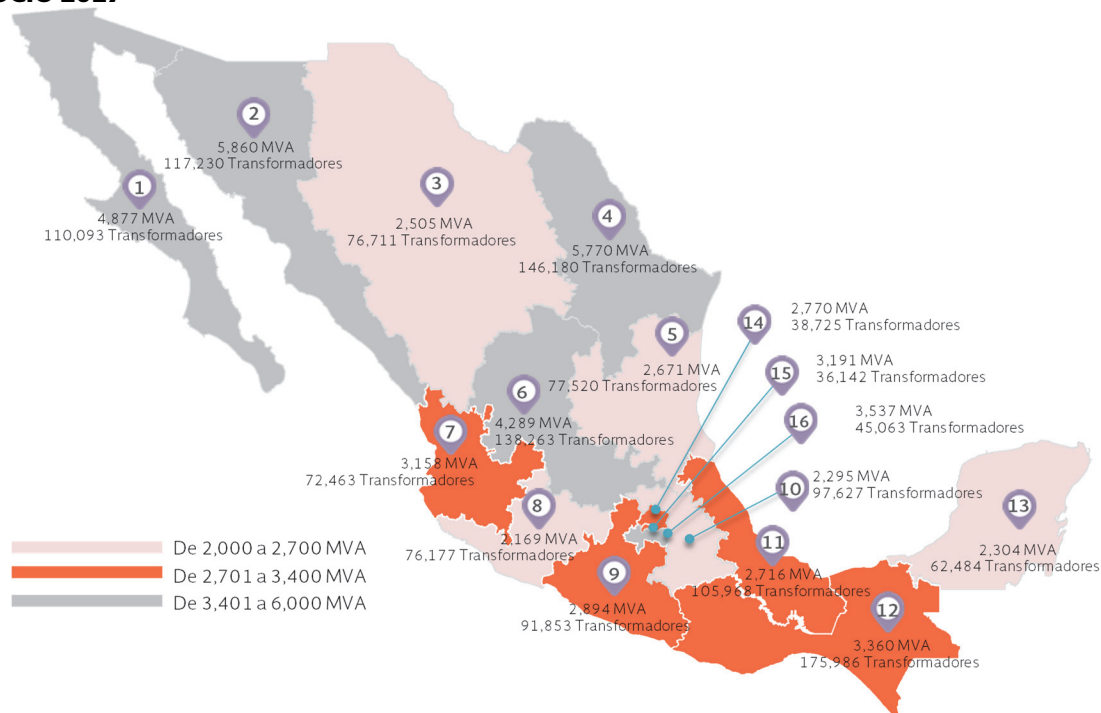 2
5,860 MVA
117,230 Transformadores
1
4,877 MVA
110,093 Transformadores
3
2,505 MVA
76,711 Transformadores
4
5,770 MVA
146,180 Transformadores
5
2,671 MVA
77,520 Transformadores
6
4,289 MVA
138,263 Transformadores
7
3,158 MVA
72,463 Transformadores
8
2,169 MVA
76,177 Transformadores
9
2,894 MVA
91,853 Transformadores
14
2,770 MVA
38,725 Transformadores
15
3,191 MVA
36,142 Transformadores
16
3,537 MVA
45,063 Transformadores
10
2,295 MVA
97,627 Transformadores
11
2,716 MVA
105,968 Transformadores
12
3,360 MVA
175,986 Transformadores
13
2,304 MVA
62,484 Transformadores
De 2,000 a 2,700 MVA
De 2,701 a 3,400 MVA
De 3,401 a 6,000 MVA